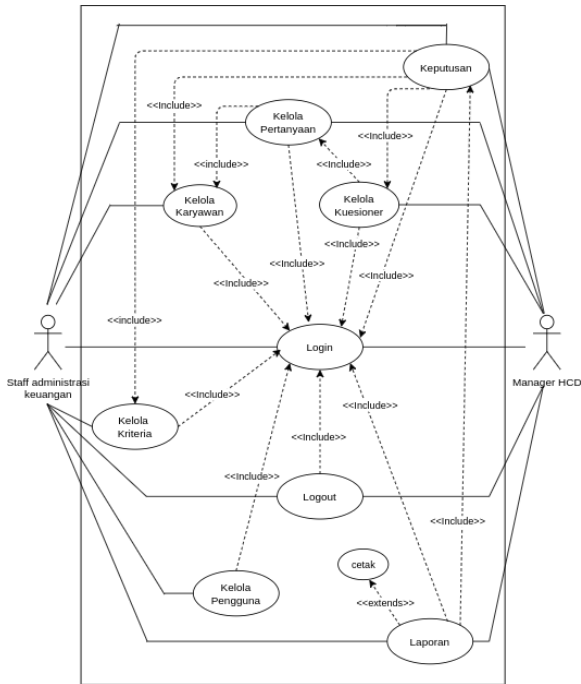 Keputusan
<<Include>>
Kelola
Pertanyaan
<<Include>>
<<include>>
<<Include>>
Kelola
Karyawan
Kelola
Kuesioner
<<Include>>
<<Include>>
<<Include>>
<<Include>>
<<include>>
Login
Staff administrasi
keuangan
Manager HCD
<<Include>>
<<Include>>
Kelola
Kriteria
<<Include>>
<<Include>>
Logout
<<Include>>
cetak
Kelola
Pengguna
<<extends>>
Laporan